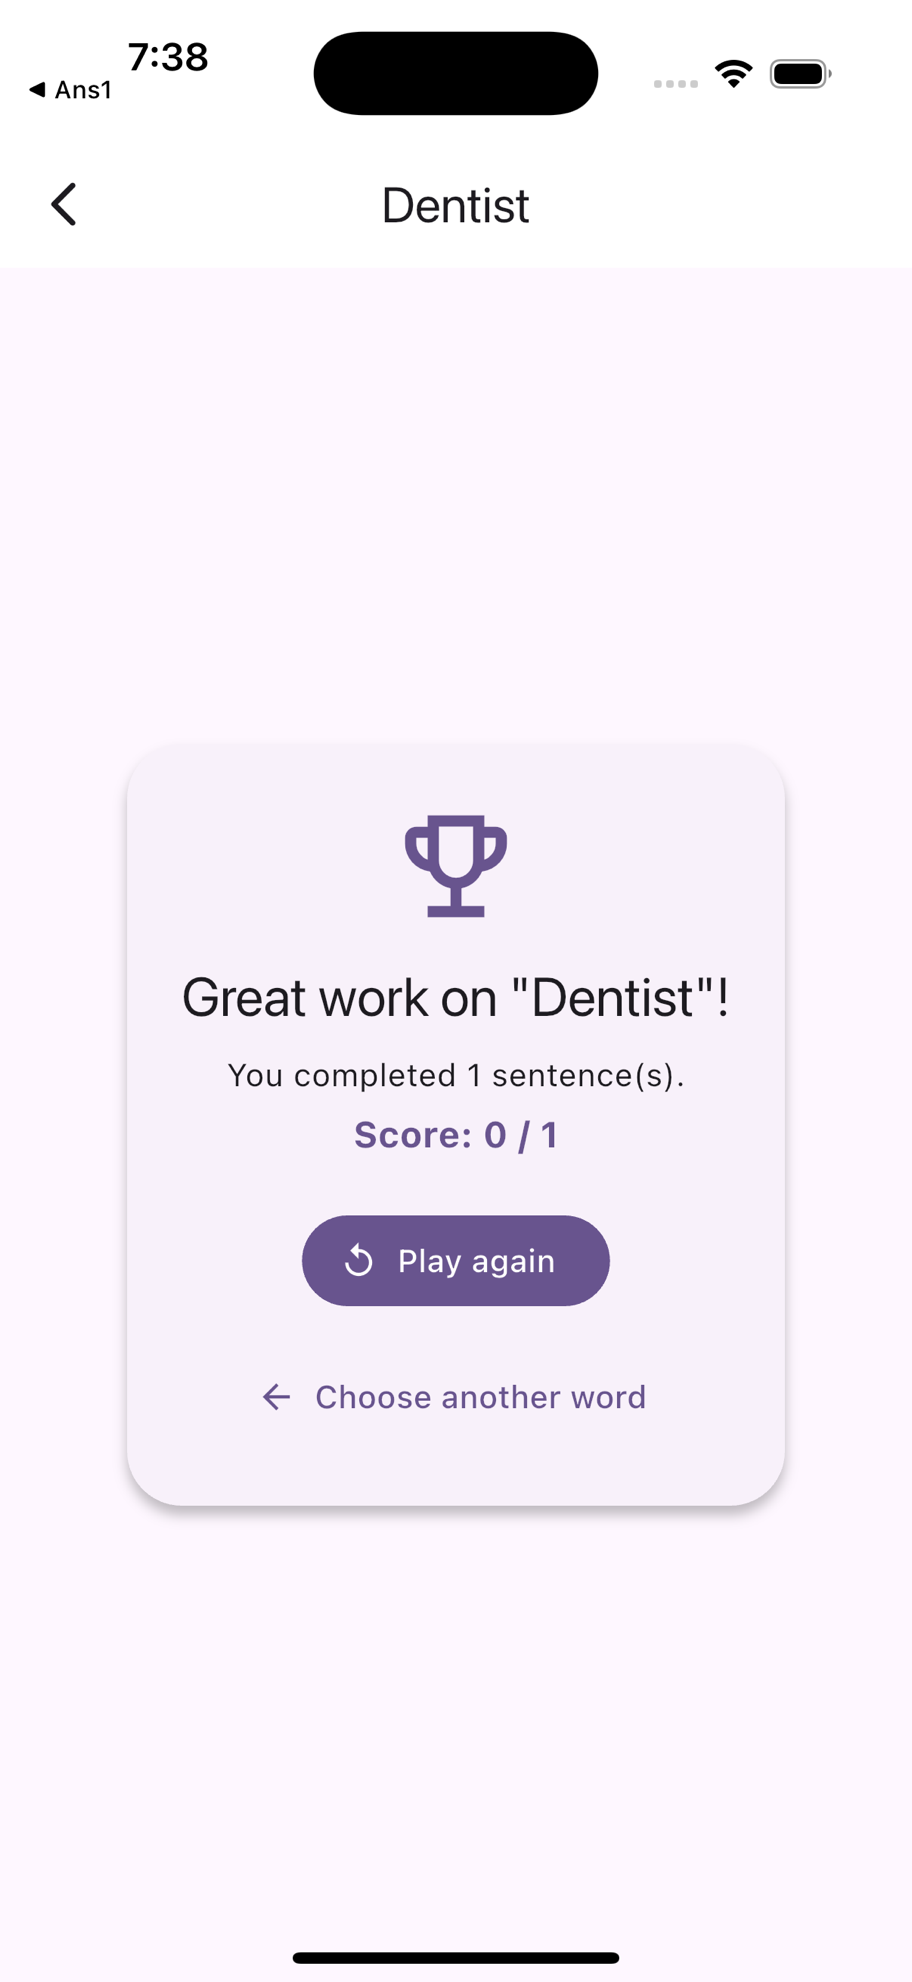 7:38
◀ Ans1
Dentist
Great work on "Dentist"!
You completed 1 sentence(s).
Score: 0 / 1
Play again
Choose another word